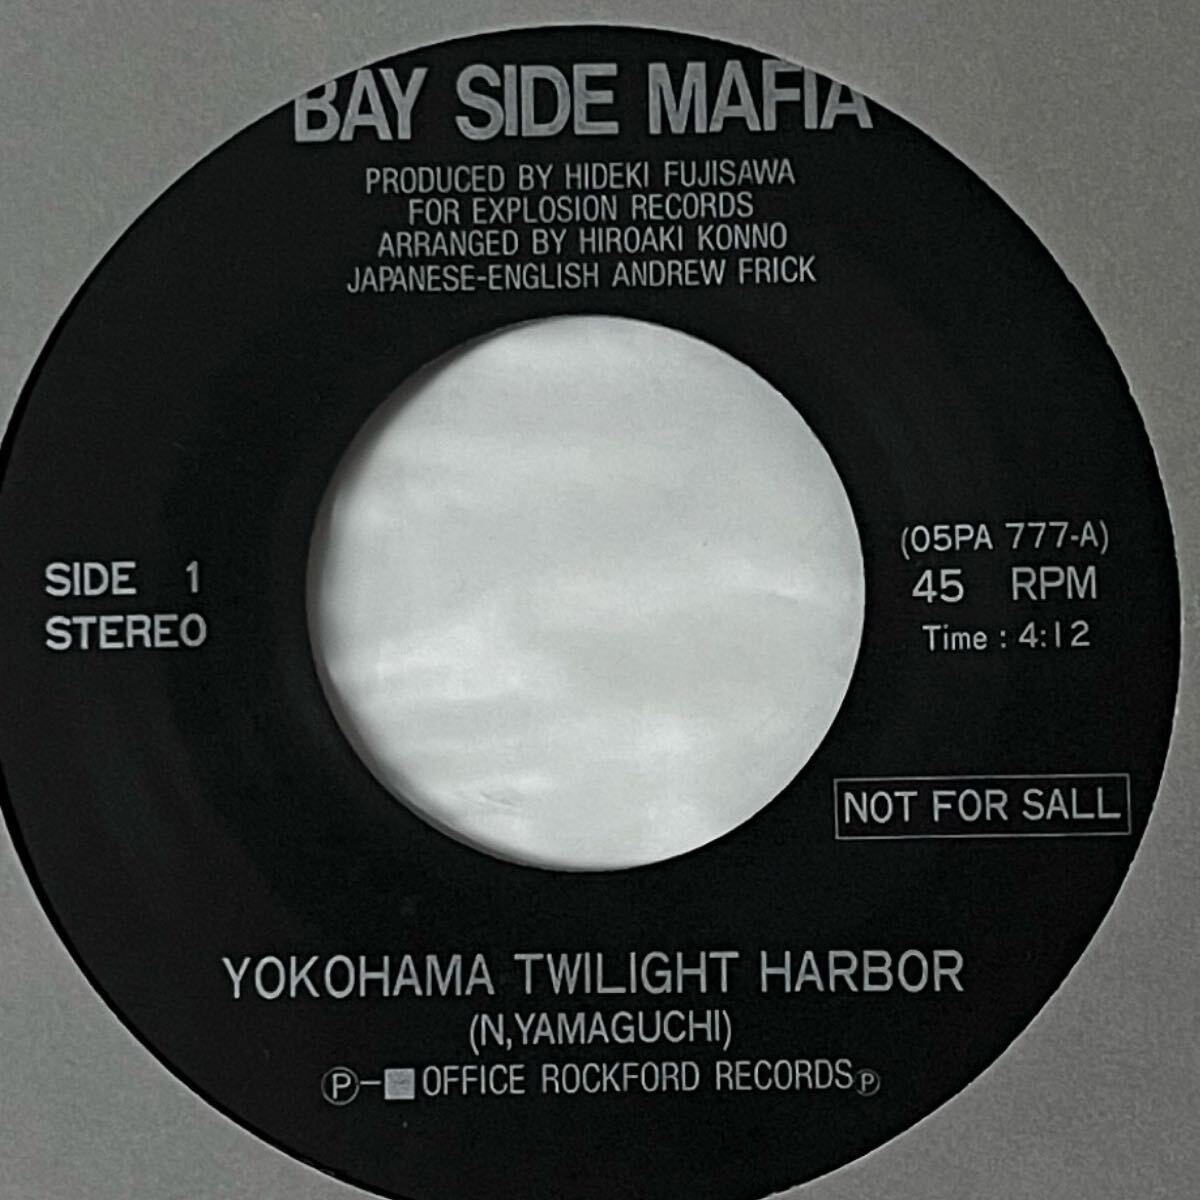 BAY SIDE MAFIA
PRODUCED BY HIDEKI FUJISAWA
FOR EXPLOSION RECORDS
ARRANGED BY HIROAKI KONNO
JAPANESE-ENGLISH ANDREW FRICK
SIDE 1
STEREO
(05PA 777-A)
45 RPM
Time : 4:12
NOT FOR SALL
YOKOHAMA TWILIGHT HARBOR
(N,YAMAGUCHI)
Ⓟ-■OFFICE ROCKFORD RECORDSⓅ